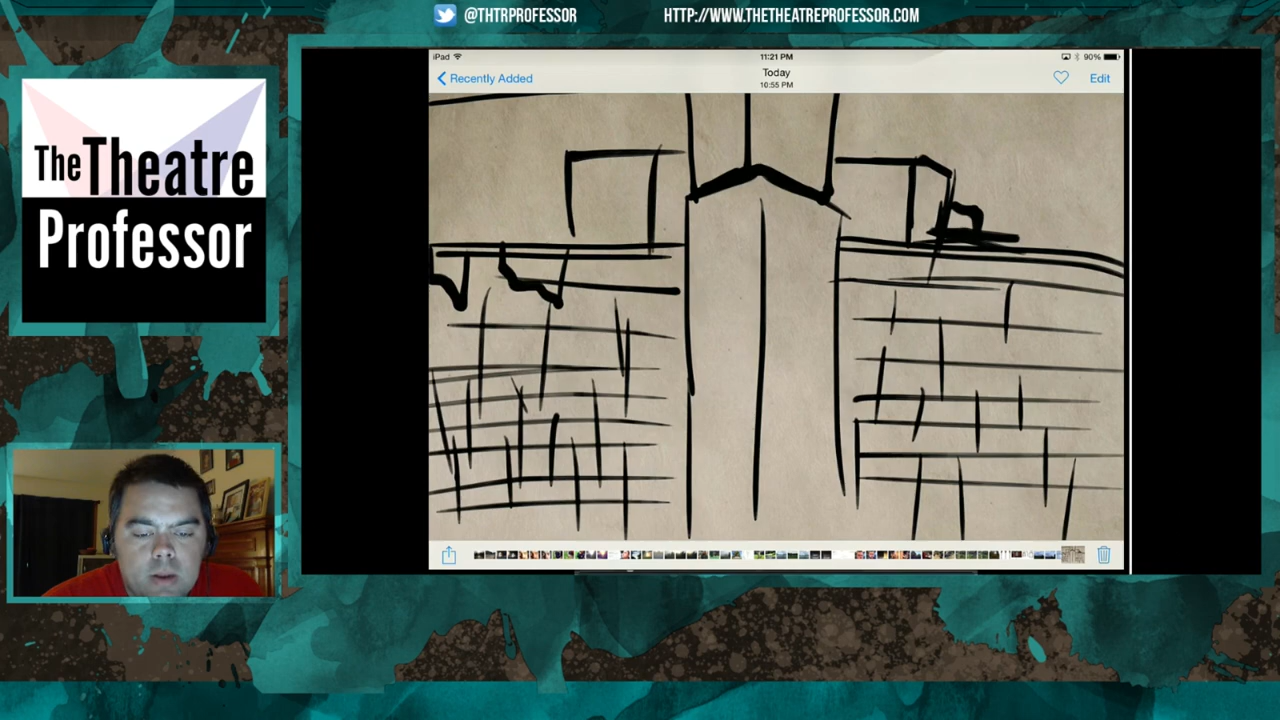 @THTRPROFESSOR
HTTP://WWW.THETHEATREPROFESSOR.COM
The Theatre
Professor
iPad
11:21 PM
90%
Recently Added
Today
10:55 PM
Edit